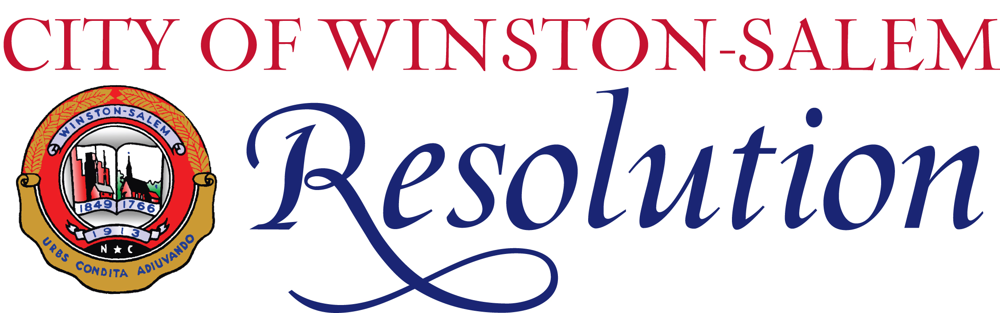 CITY OF WINSTON-SALEM
WINSTON-SALEM
1849 1766
1913
N ★ C
URBS CONDITA ADIUVANDO
Resolution